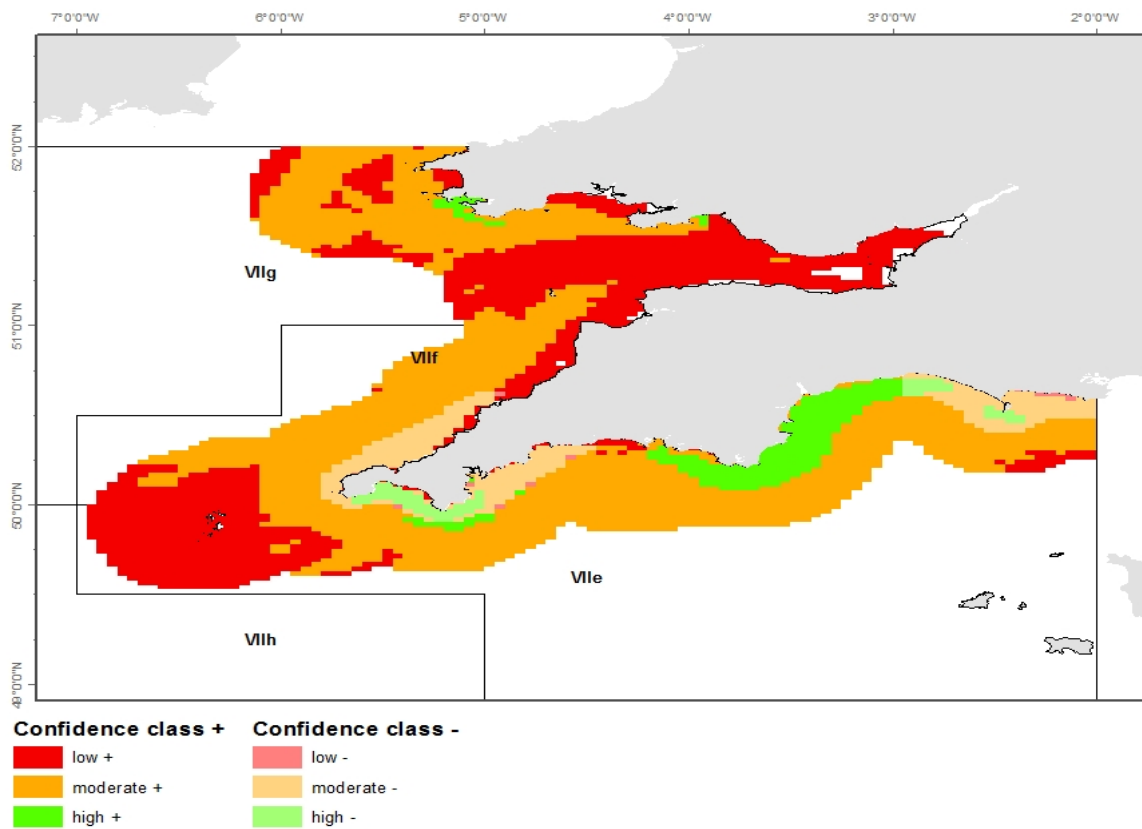 7°0'0"W 6°0'0"W 5°0'0"W 4°0'0"W 3°0'0"W 2°0'0"W
52°0'0"N
VIIg
51°0'0"N
VIIf
50°0'0"N
VIIe
VIIh
49°0'0"N
Confidence class + Confidence class -
low + low -
moderate + moderate -
high + high -